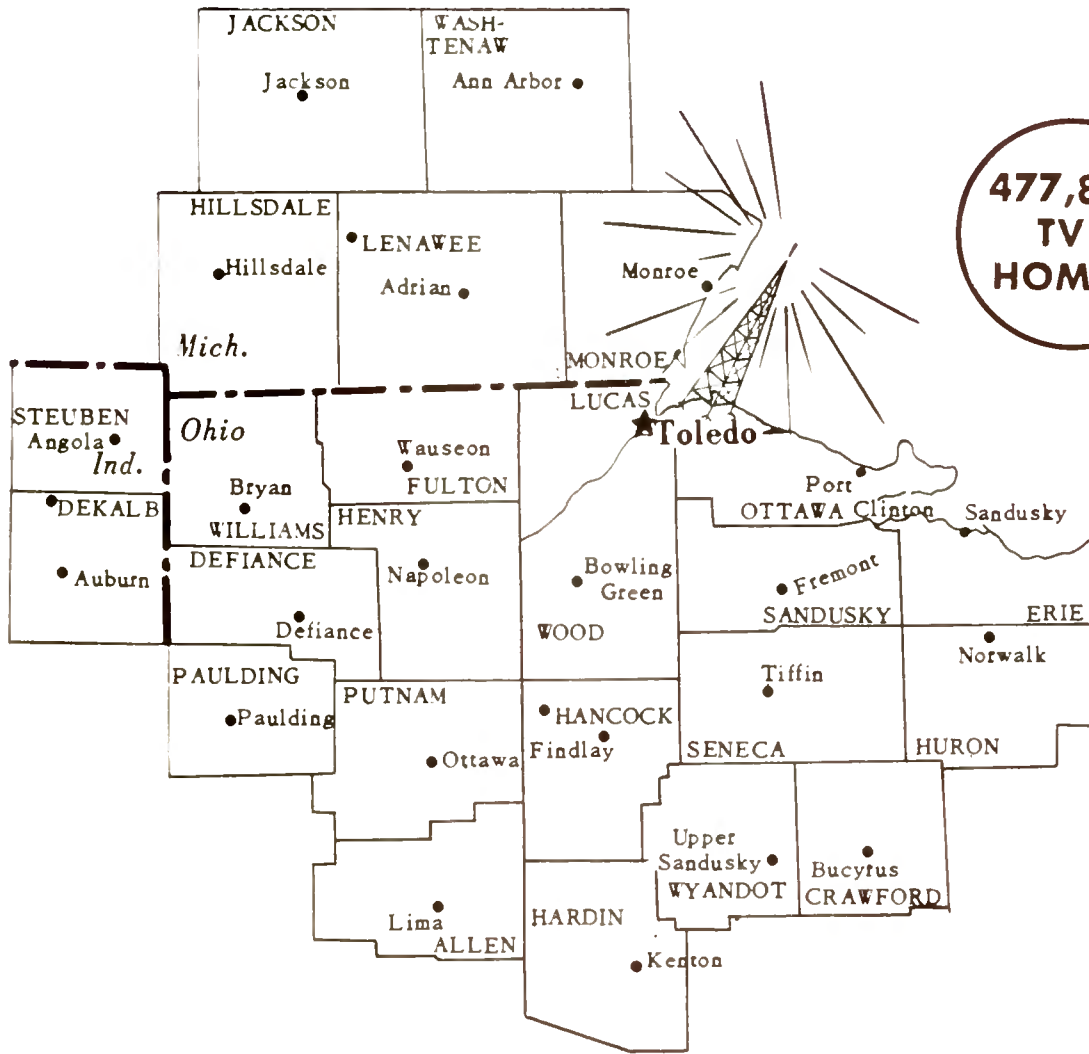 JACKSON
WASH-
TENAW
Jackson
Ann Arbor
477,8
TV
HOM
HILLSDALE
LENAWEE
Hillsdale
Adrian
Monroe
Mich.
MONROE
LUCAS
STEUBEN
Angola
Ind.
Ohio
Toledo
Wauseon
FULTON
Bryan
WILLIAMS
HENRY
Port
Clinton
OTTAWA
Sandusky
DEKALB
Auburn
DEFIANCE
Defiance
Napoleon
Bowling
Green
WOOD
Fremont
SANDUSKY
ERIE
Norwalk
PAULDING
Paulding
PUTNAM
Ottawa
HANCOCK
Findlay
Tiffin
SENECA
HURON
Upper
Sandusky
WYANDOT
Bucyrus
CRAWFORD
Lima
ALLEN
HARDIN
Kenton